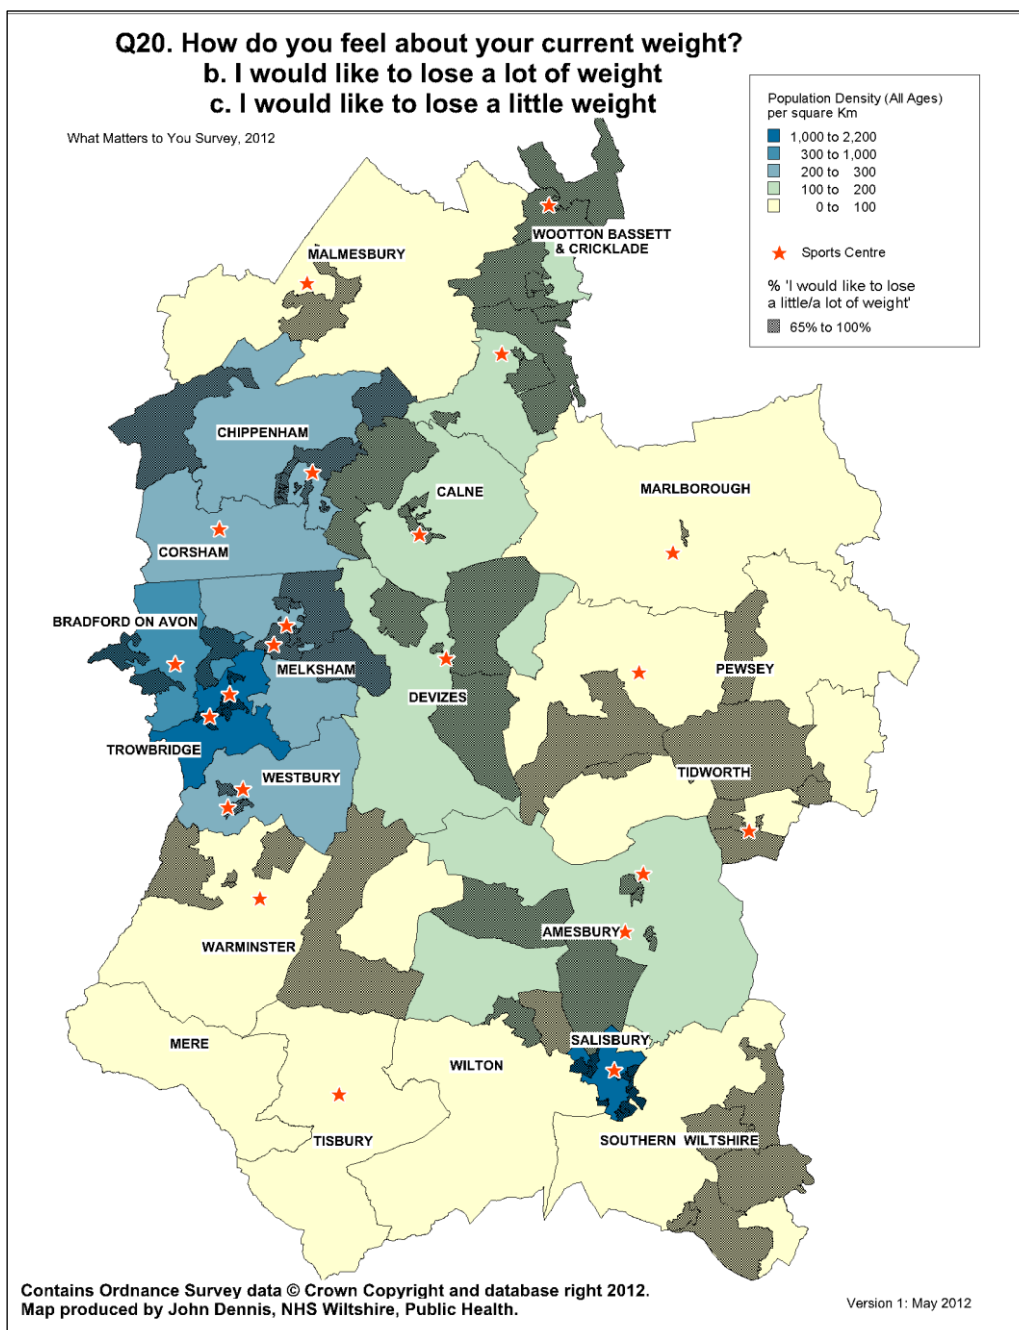 Q20. How do you feel about your current weight?
b. I would like to lose a lot of weight
c. I would like to lose a little weight
What Matters to You Survey, 2012
Population Density (All Ages)
per square Km
1,000 to 2,200
300 to 1,000
200 to 300
100 to 200
0 to 100
Sports Centre
% 'I would like to lose
a little/a lot of weight'
65% to 100%
WOOTTON BASSETT
& CRICKLADE
MALMESBURY
CHIPPENHAM
CALNE
MARLBOROUGH
CORSHAM
BRADFORD ON AVON
MELKSHAM
PEWSEY
DEVIZES
TROWBRIDGE
WESTBURY
TIDWORTH
AMESBURY
WARMINSTER
SALISBURY
MERE
WILTON
TISBURY
SOUTHERN WILTSHIRE
Contains Ordnance Survey data © Crown Copyright and database right 2012.
Map produced by John Dennis, NHS Wiltshire, Public Health.
Version 1: May 2012